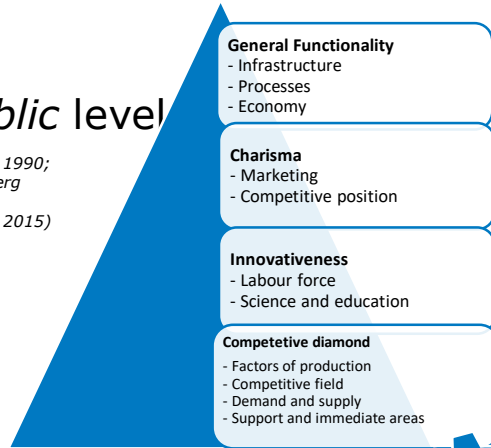 General Functionality
- Infrastructure
- Processes
- Economy
blic level
1990;
erg
2015)
Charisma
- Marketing
- Competitive position
Innovativeness
- Labour force
- Science and education
Competetive diamond
- Factors of production
- Competitive field
- Demand and supply
- Support and immediate areas